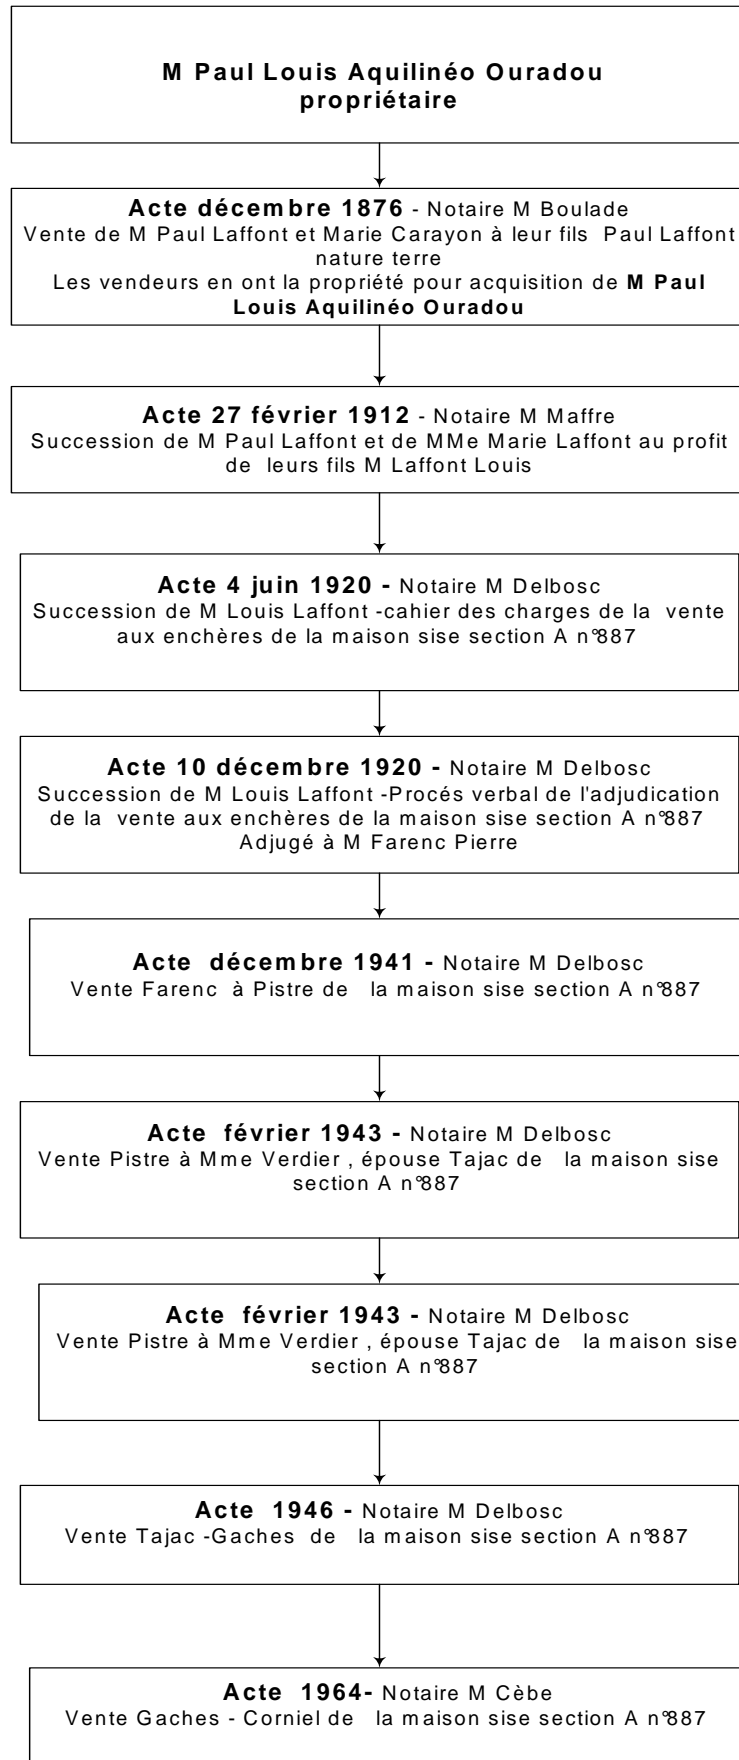 M Paul Louis Aquilinéo Ouradou
propriétaire
Acte décembre 1876 - Notaire M Boulade
Vente de M Paul Laffont et Marie Carayon à leur fils Paul Laffont
nature terre
Les vendeurs en ont la propriété pour acquisition de M Paul
Louis Aquilinéo Ouradou
Acte 27 février 1912 - Notaire M Maffre
Succession de M Paul Laffont et de MMe Marie Laffont au profit
de leurs fils M Laffont Louis
Acte 4 juin 1920 - Notaire M Delbosc
Succession de M Louis Laffont -cahier des charges de la vente
aux enchères de la maison sise section A n°887
Acte 10 décembre 1920 - Notaire M Delbosc
Succession de M Louis Laffont -Procés verbal de l'adjudication
de la vente aux enchères de la maison sise section A n°887
Adjugé à M Farenc Pierre
Acte décembre 1941 - Notaire M Delbosc
Vente Farenc à Pistre de la maison sise section A n°887
Acte février 1943 - Notaire M Delbosc
Vente Pistre à Mme Verdier , épouse Tajac de la maison sise
section A n°887
Acte février 1943 - Notaire M Delbosc
Vente Pistre à Mme Verdier , épouse Tajac de la maison sise
section A n°887
Acte 1946 - Notaire M Delbosc
Vente Tajac -Gaches de la maison sise section A n°887
Acte 1964- Notaire M Cèbe
Vente Gaches - Corniel de la maison sise section A n°887